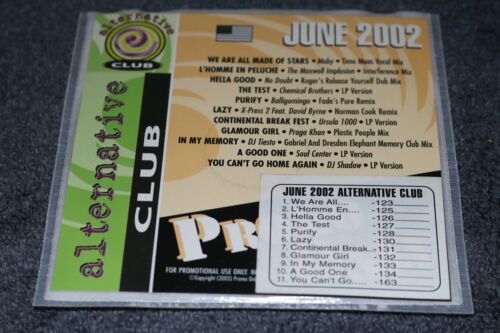 alternative
CLUB
alternative
CLUB
JUNE 2002
WE ARE ALL MADE OF STARS • Moby • Timo Maas Vocal Mix
L'HOMME EN PELUCHE • The Maxwell Implosion • Interference Mix
HELLA GOOD • No Doubt • Roger's Release Yourself Dub Mix
THE TEST • Chemical Brothers • LP Version
PURIFY • Balligomingo • Fade's Pure Remix
LAZY • X-Press 2 Feat. David Byrne • Norman Cook Remix
CONTINENTAL BREAK FEST • Ursula 1000 • LP Version
GLAMOUR GIRL • Praga Khan • Plastic People Mix
IN MY MEMORY • DJ Tiesto • Gabriel And Dresden Elephant Memory Club Mix
A GOOD ONE • Soul Center • LP Version
YOU CAN'T GO HOME AGAIN • DJ Shadow • LP Version
JUNE 2002 ALTERNATIVE CLUB
1. We Are All.... -123
2. L'Homme En.... -125
3. Hella Good -126
4. The Test -127
5. Purify -128
6. Lazy -130
7. Continental Break..-131
8. Glamour Girl -132
9. In My Memory -133
10. A Good One -134
11. You Can't Go..... -163
FOR PROMOTIONAL USE ONLY.
©Copyright (2002) Promo